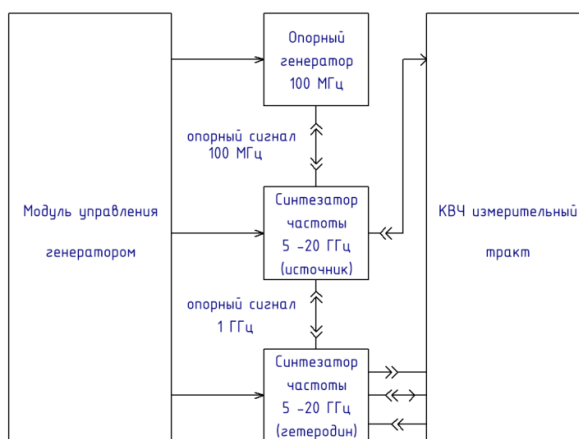 Опорный
генератор
100 МГц
опорный сигнал
100 МГц
Модуль управления
генератором
Синтезатор
частоты
5 -20 ГГц
(источник)
КВЧ измерительный
тракт
опорный сигнал
1 ГГц
Синтезатор
частоты
5 -20 ГГц
(гетеродин)